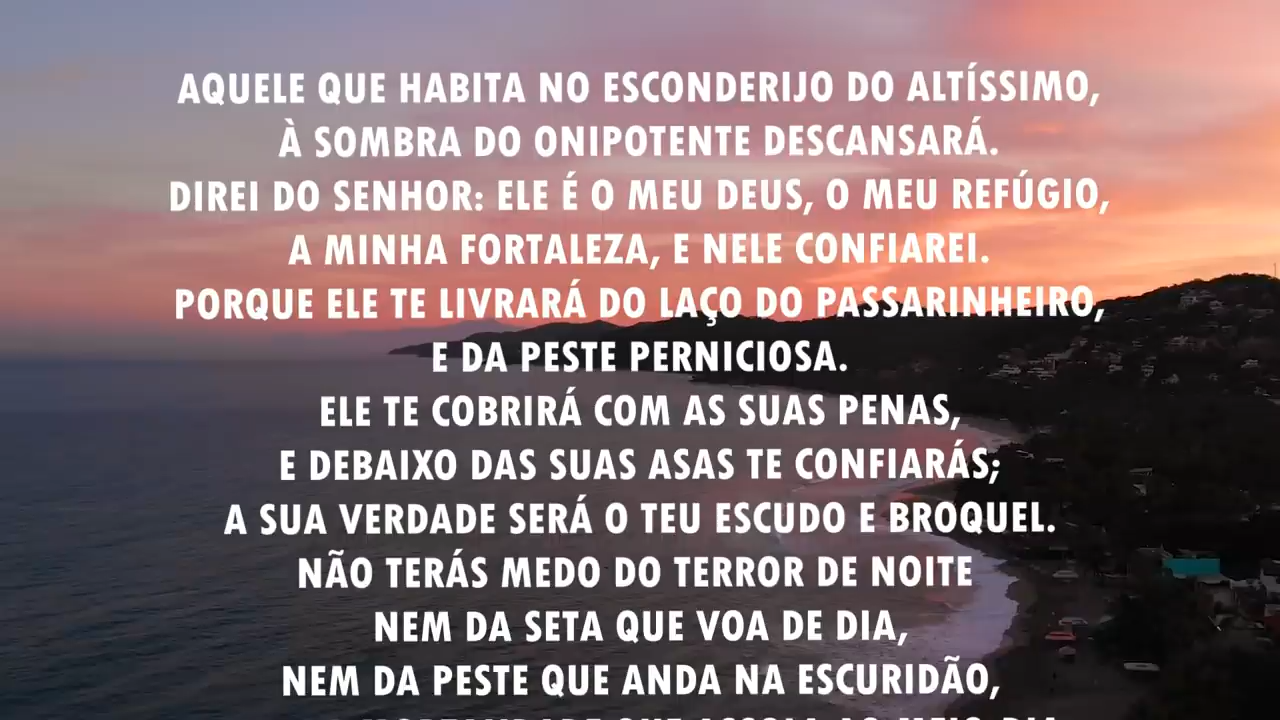 AQUELE QUE HABITA NO ESCONDERIJO DO ALTÍSSIMO,
À SOMBRA DO ONIPOTENTE DESCANSARÁ.
DIREI DO SENHOR: ELE É O MEU DEUS, O MEU REFÚGIO,
A MINHA FORTALEZA, E NELE CONFIAREI.
PORQUE ELE TE LIVRARÁ DO LAÇO DO PASSARINHEIRO,
E DA PESTE PERNICIOSA.
ELE TE COBRIRÁ COM AS SUAS PENAS,
E DEBAIXO DAS SUAS ASAS TE CONFIARÁS;
A SUA VERDADE SERÁ O TEU ESCUDO E BROQUEL.
NÃO TERÁS MEDO DO TERROR DE NOITE
NEM DA SETA QUE VOA DE DIA,
NEM DA PESTE QUE ANDA NA ESCURIDÃO,